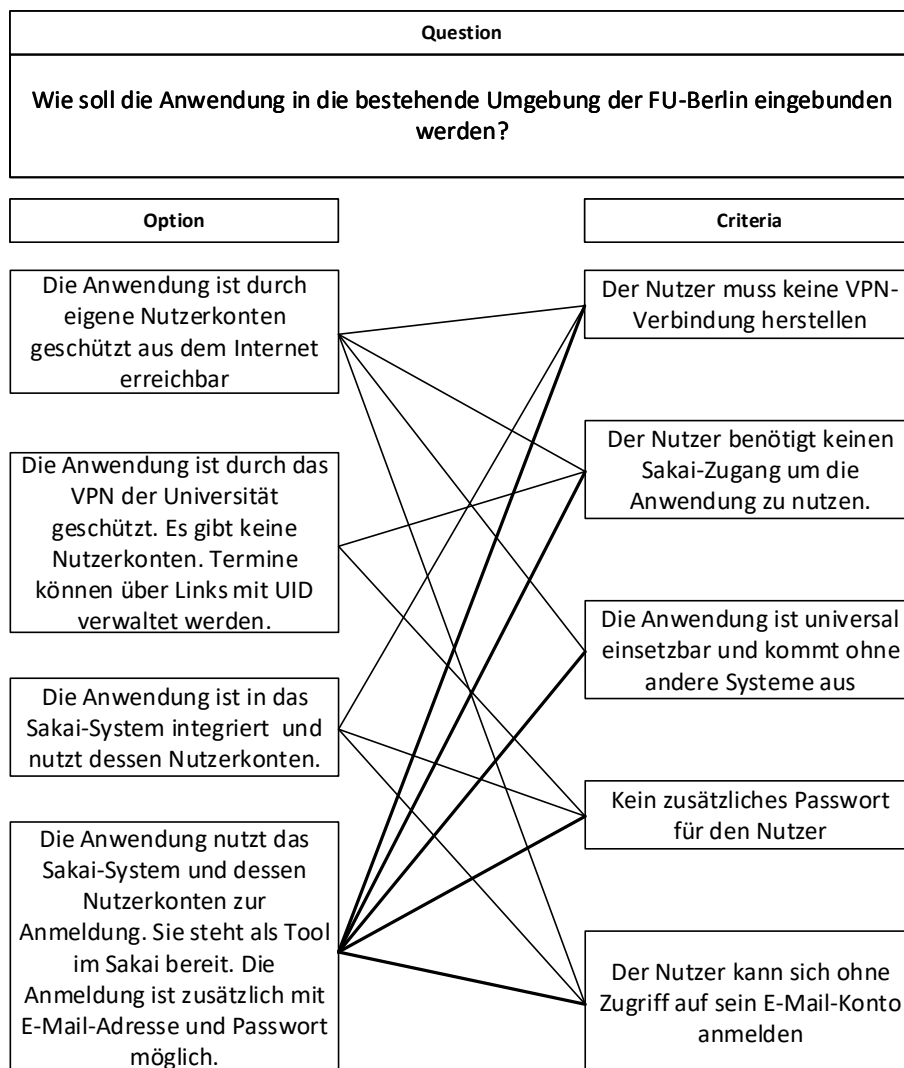 Question
Wie soll die Anwendung in die bestehende Umgebung der FU-Berlin eingebunden
werden?
Option
Die Anwendung ist durch
eigene Nutzerkonten
geschützt aus dem Internet
erreichbar
Die Anwendung ist durch das
VPN der Universität
geschützt. Es gibt keine
Nutzerkonten. Termine
können über Links mit UID
verwaltet werden.
Die Anwendung ist in das
Sakai-System integriert und
nutzt dessen Nutzerkonten.
Die Anwendung nutzt das
Sakai-System und dessen
Nutzerkonten zur
Anmeldung. Sie steht als Tool
im Sakai bereit. Die
Anmeldung ist zusätzlich mit
E-Mail-Adresse und Passwort
möglich.
Criteria
Der Nutzer muss keine VPN-
Verbindung herstellen
Der Nutzer benötigt keinen
Sakai-Zugang um die
Anwendung zu nutzen.
Die Anwendung ist universal
einsetzbar und kommt ohne
andere Systeme aus
Kein zusätzliches Passwort
für den Nutzer
Der Nutzer kann sich ohne
Zugriff auf sein E-Mail-Konto
anmelden